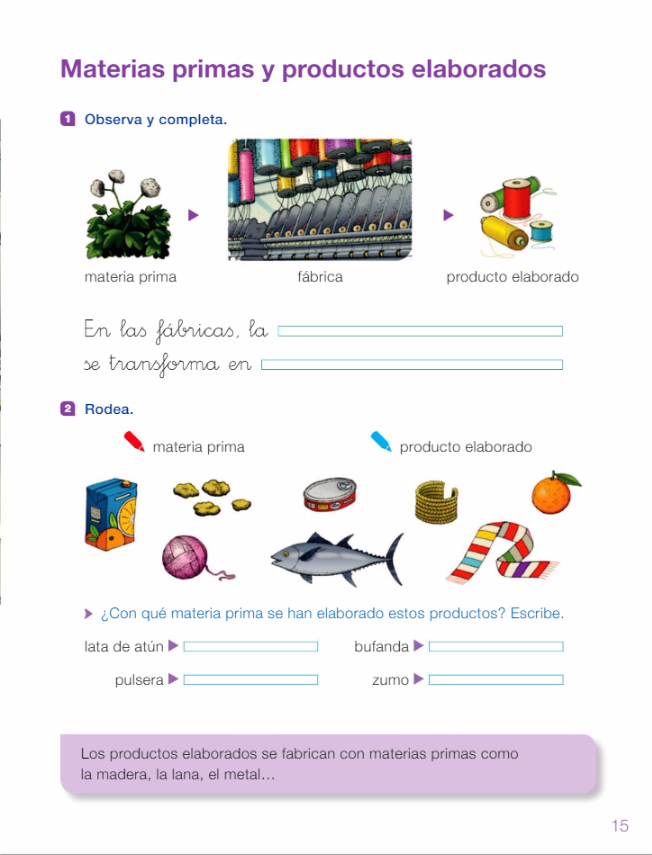 Materias primas y productos elaborados
1 Observa y completa.
materia prima
fábrica
producto elaborado
En las fábricas, la
se transforma en
2 Rodea.
materia prima
producto elaborado
¿Con qué materia prima se han elaborado estos productos? Escribe.
lata de atún
bufanda
pulsera
zumo
Los productos elaborados se fabrican con materias primas como
la madera, la lana, el metal…
15